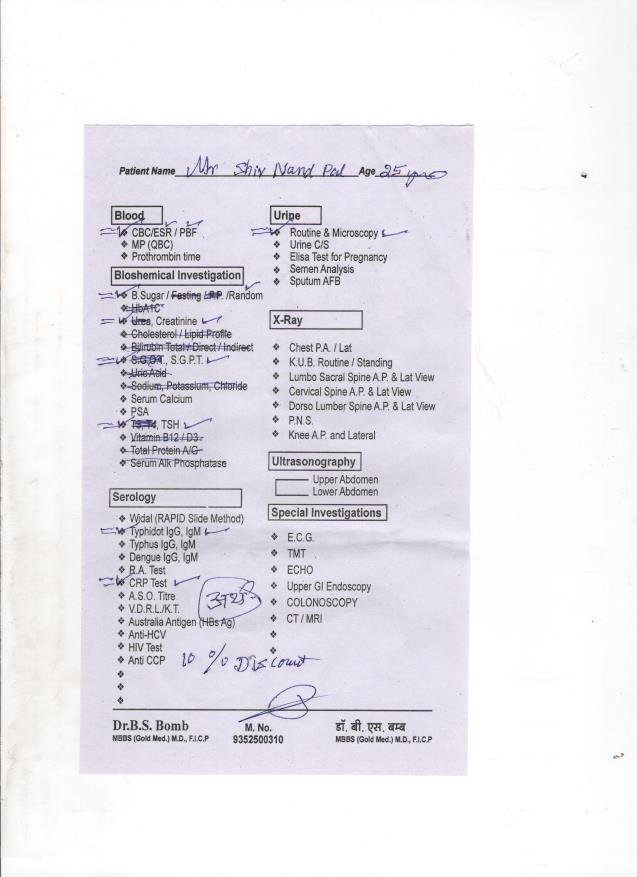 Patient Name Mr Shiv Nand Pal Age 25 yrs
Blood
❖ CBC/ESR / PBF
❖ MP (QBC)
❖ Prothrombin time
Bioshemical Investigation
❖ B.Sugar / Fasting / P.P. /Random
❖ HbA1C
❖ Urea, Creatinine
❖ Cholesterol / Lipid Profile
❖ Bilirubin Total / Direct / Indirect
❖ S.G.O.T., S.G.P.T.
❖ Uric Acid
❖ Sodium, Potassium, Chloride
❖ Serum Calcium
❖ PSA
❖ T3, T4, TSH
❖ Vitamin B12 / D3
❖ Total Protein A/G
❖ Serum Alk Phosphatase
Serology
❖ Widal (RAPID Slide Method)
❖ Typhidot IgG, IgM
❖ Typhus IgG, IgM
❖ Dengue IgG, IgM
❖ R.A. Test
❖ CRP Test
❖ A.S.O. Titre
❖ V.D.R.L./K.T.
❖ Australia Antigen (HBs Ag)
❖ Anti-HCV
❖ HIV Test
❖ Anti CCP
10 % Discount
Urine
❖ Routine & Microscopy
❖ Urine C/S
❖ Elisa Test for Pregnancy
❖ Semen Analysis
❖ Sputum AFB
X-Ray
❖ Chest P.A. / Lat
❖ K.U.B. Routine / Standing
❖ Lumbo Sacral Spine A.P. & Lat View
❖ Cervical Spine A.P. & Lat View
❖ Dorso Lumber Spine A.P. & Lat View
❖ P.N.S.
❖ Knee A.P. and Lateral
Ultrasonography
Upper Abdomen
Lower Abdomen
Special Investigations
❖ E.C.G.
❖ TMT
❖ ECHO
❖ Upper GI Endoscopy
❖ COLONOSCOPY
❖ CT / MRI
Dr.B.S. Bomb
MBBS (Gold Med.) M.D., F.I.C.P
M. No.
9352500310
डॉ. बी. एस. बम्ब
MBBS (Gold Med.) M.D., F.I.C.P